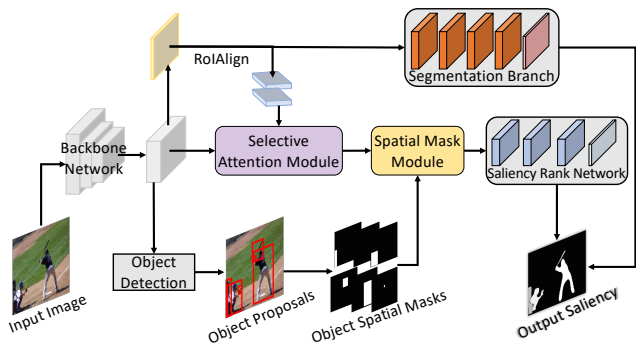 RoIAlign
Segmentation Branch
Backbone
Network
Selective
Attention Module
Spatial Mask
Module
Saliency Rank Network
Object
Detection
Input Image
Object Proposals
Object Spatial Masks
Output Saliency